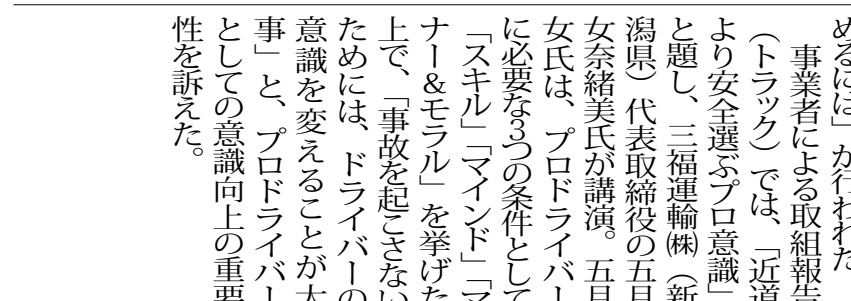 めるには」が行われた
事業者による取組報告
（トラック）では、「近道
より安全選ぶプロ意識」
と題し、三福運輸㈱（新
潟県）代表取締役の五月
女奈緒美氏が講演。五月
女氏は、プロドライバー
に必要な3つの条件として
「スキル」「マインド」「マ
ナー＆モラル」を挙げた
上で、「事故を起こさない
ためには、ドライバーの
意識を変えることが大
事」と、プロドライバー
としての意識向上の重要
性を訴えた。